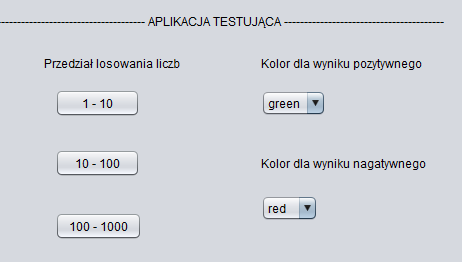 APLIKACJA TESTUJĄCA
Przedział losowania liczb
Kolor dla wyniku pozytywnego
1 - 10
green
10 - 100
Kolor dla wyniku nagatywnego
red
100 - 1000